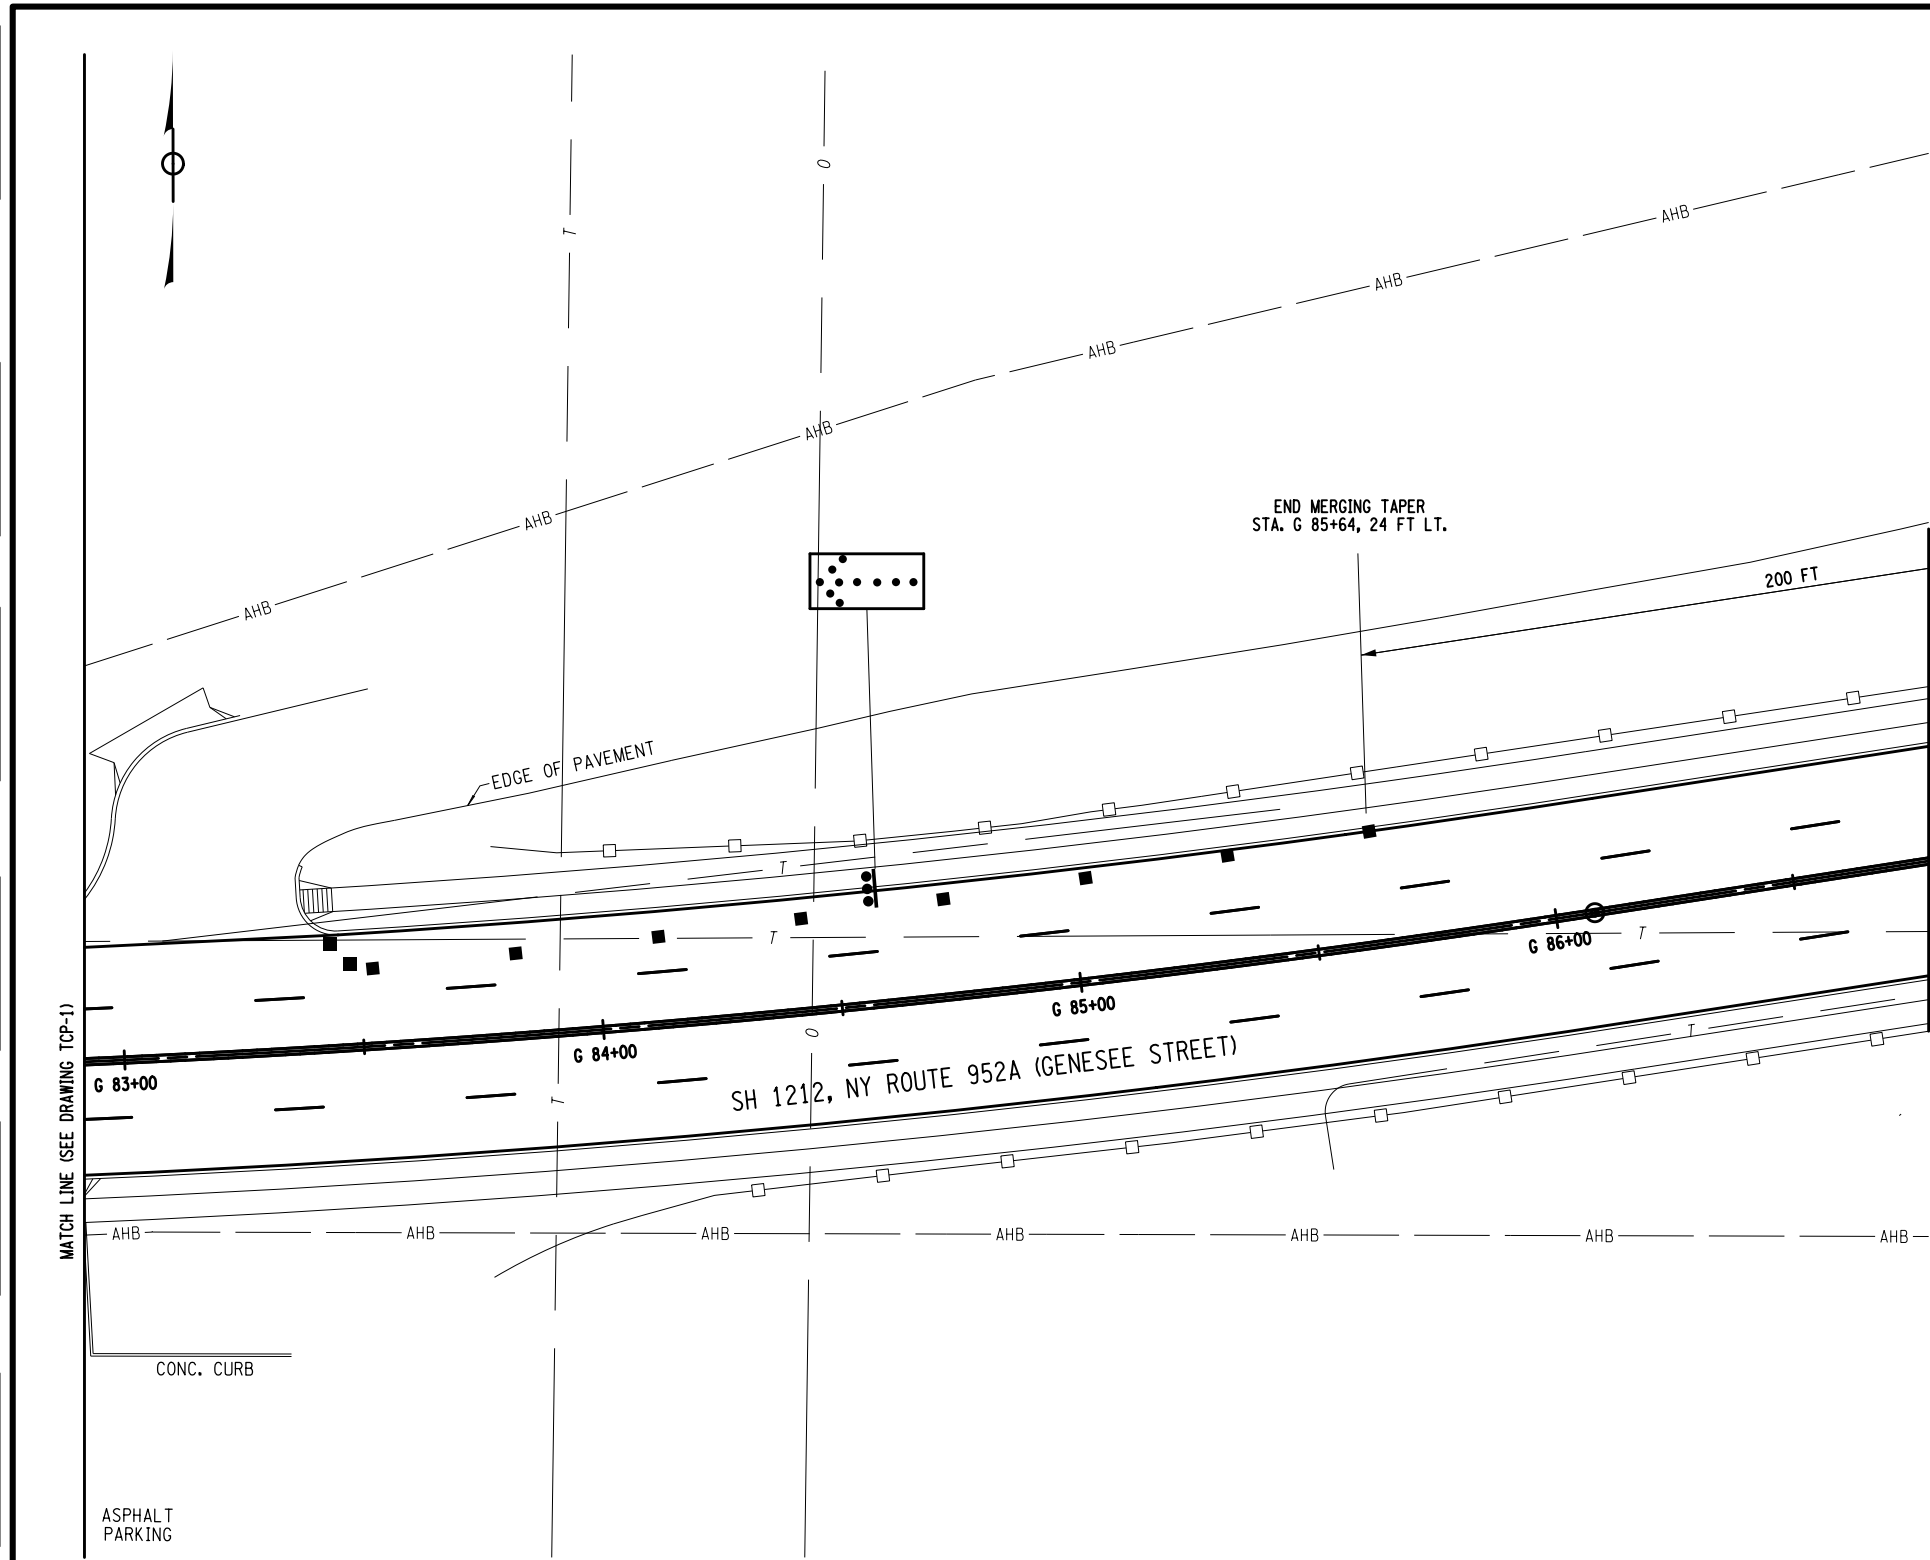 T
O
AHB
AHB
AHB
AHB
AHB
AHB
END MERGING TAPER
STA. G 85+64, 24 FT LT.
200 FT
EDGE OF PAVEMENT
T
T
T
G 86+00
G 85+00
G 84+00
G 83+00
O
T
T
SH 1212, NY ROUTE 952A (GENESEE STREET)
MATCH LINE (SEE DRAWING TCP-1)
AHB
AHB
AHB
AHB
AHB
AHB
AHB
CONC. CURB
ASPHALT
PARKING